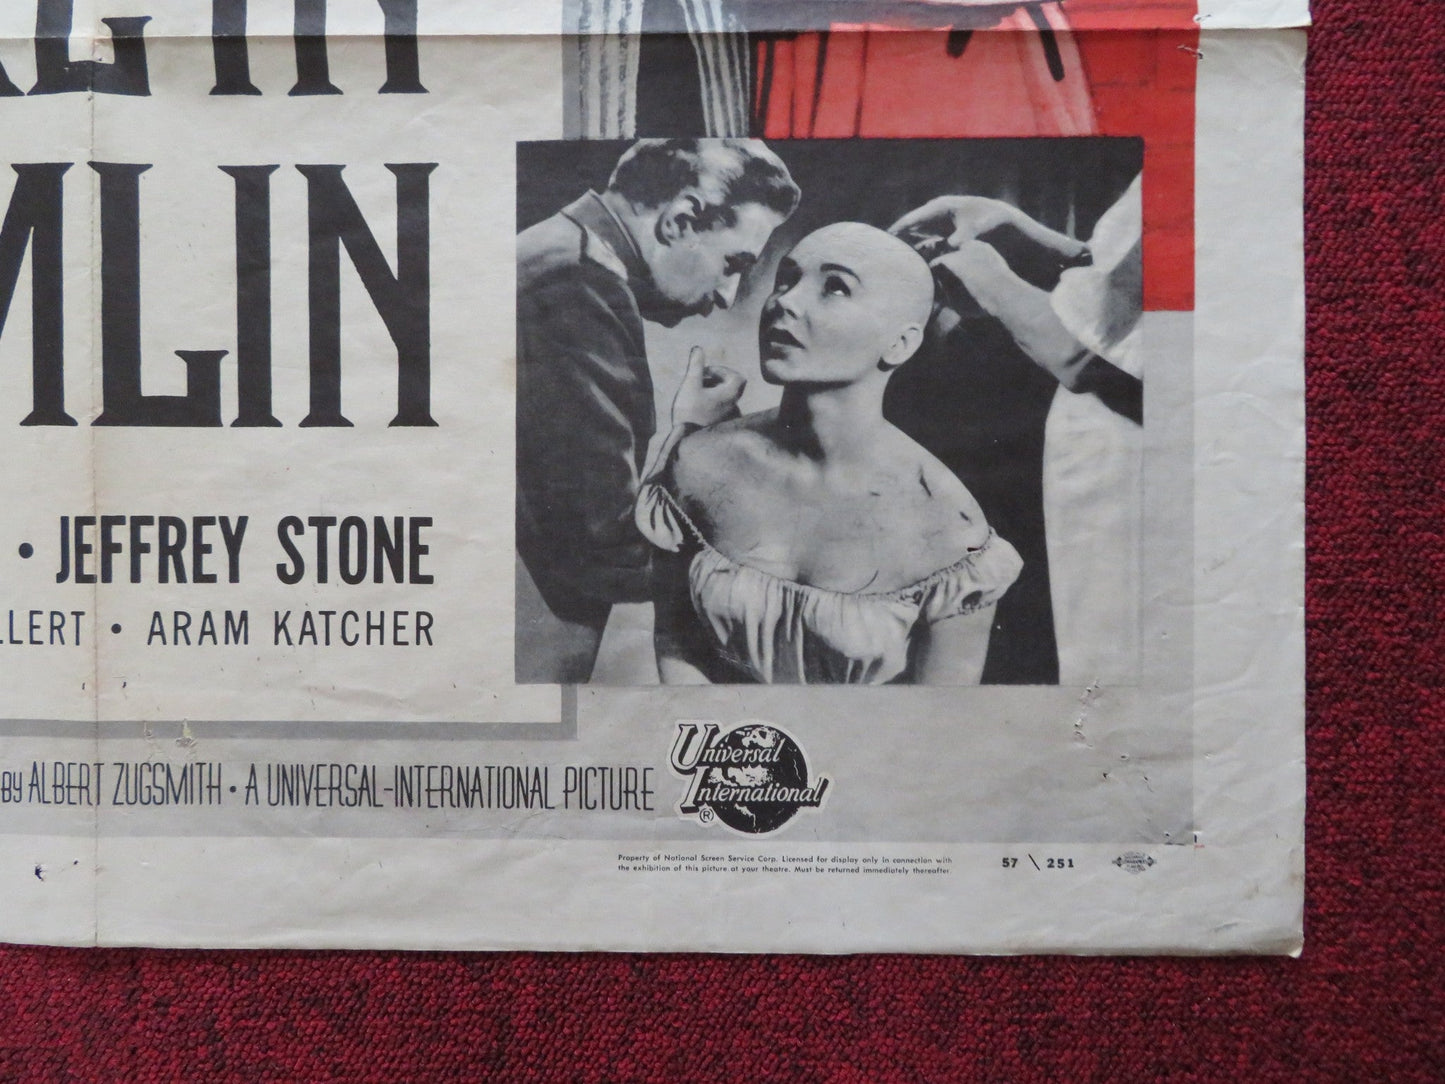 IN
MLIN
• JEFFREY STONE
LLERT • ARAM KATCHER
BY ALBERT ZUGSMITH • A UNIVERSAL-INTERNATIONAL PICTURE
Universal
International
®
Property of National Screen Service Corp. Licensed for display only in connection with
the exhibition of this picture at your theatre. Must be returned immediately thereafter.
57 \ 251